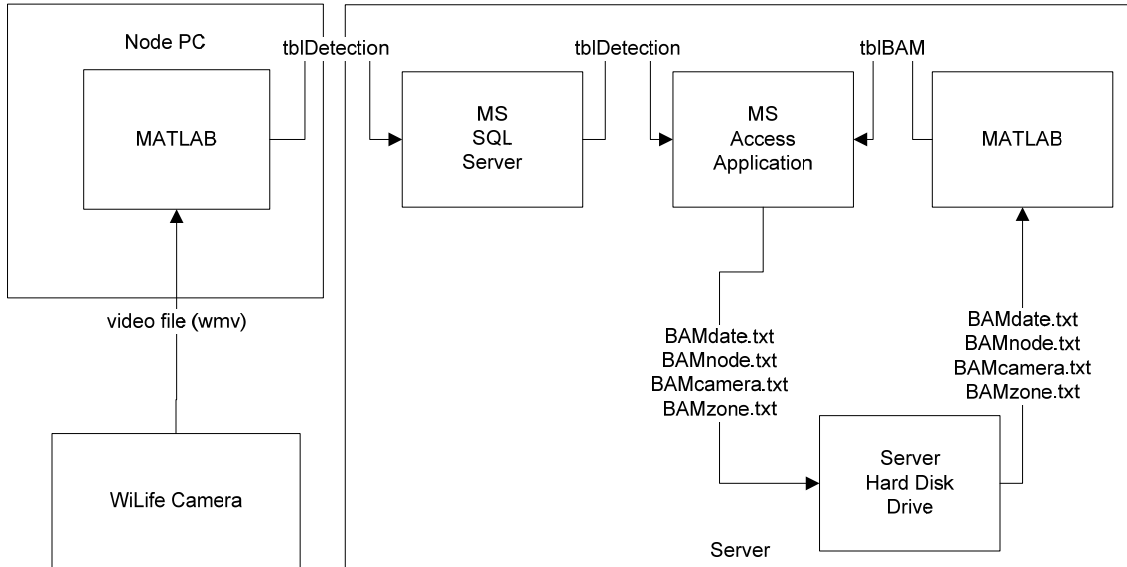 Node PC
MATLAB
tblDetection
MS
SQL
Server
tblDetection
MS
Access
Application
tblBAM
MATLAB
video file (wmv)
WiLife Camera
BAMdate.txt
BAMnode.txt
BAMcamera.txt
BAMzone.txt
Server
Hard Disk
Drive
BAMdate.txt
BAMnode.txt
BAMcamera.txt
BAMzone.txt
Server